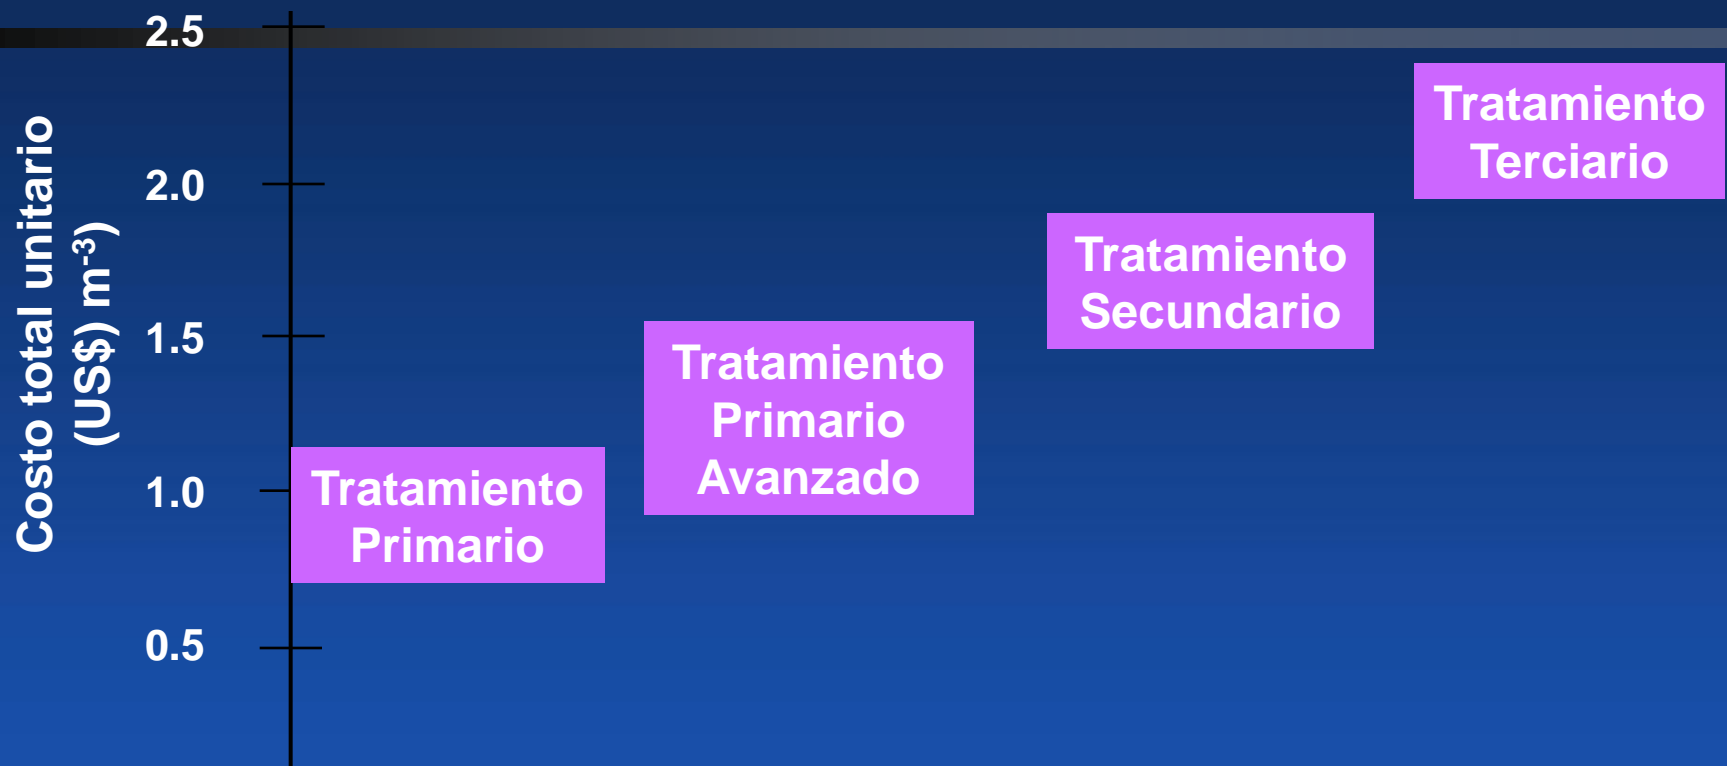 Costo total unitario
(US$) m-3)
2.5
2.0
1.5
1.0
0.5
Tratamiento
Primario
Tratamiento
Primario
Avanzado
Tratamiento
Secundario
Tratamiento
Terciario